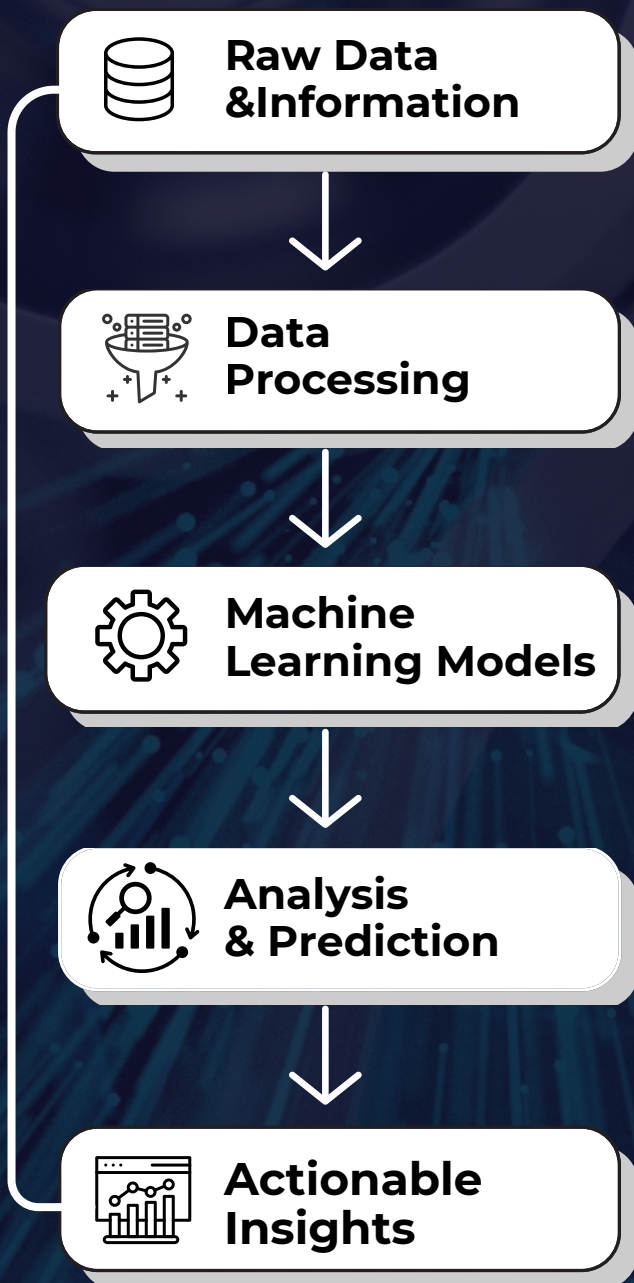 Raw Data
&Information
Data
Processing
Machine
Learning Models
Analysis
& Prediction
Actionable
Insights